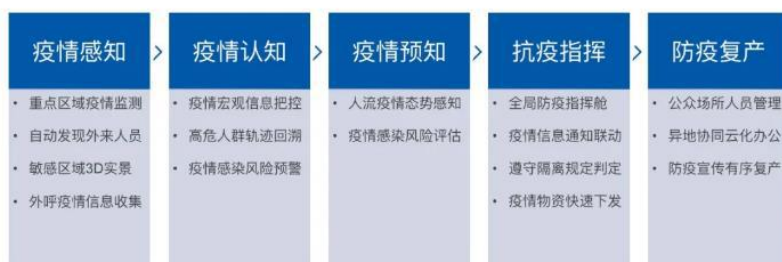 疫情感知
• 重点区域疫情监测
• 自动发现外来人员
• 敏感区域3D实景
• 外呼疫情信息收集
疫情认知
• 疫情宏观信息把控
• 高危人群轨迹回溯
• 疫情感染风险预警
疫情预知
• 人流疫情态势感知
• 疫情感染风险评估
抗疫指挥
• 全局防疫指挥舱
• 疫情信息通知联动
• 遵守隔离规定判定
• 疫情物资快速下发
防疫复产
• 公众场所人员管理
• 异地协同云化办公
• 防疫宣传有序复产